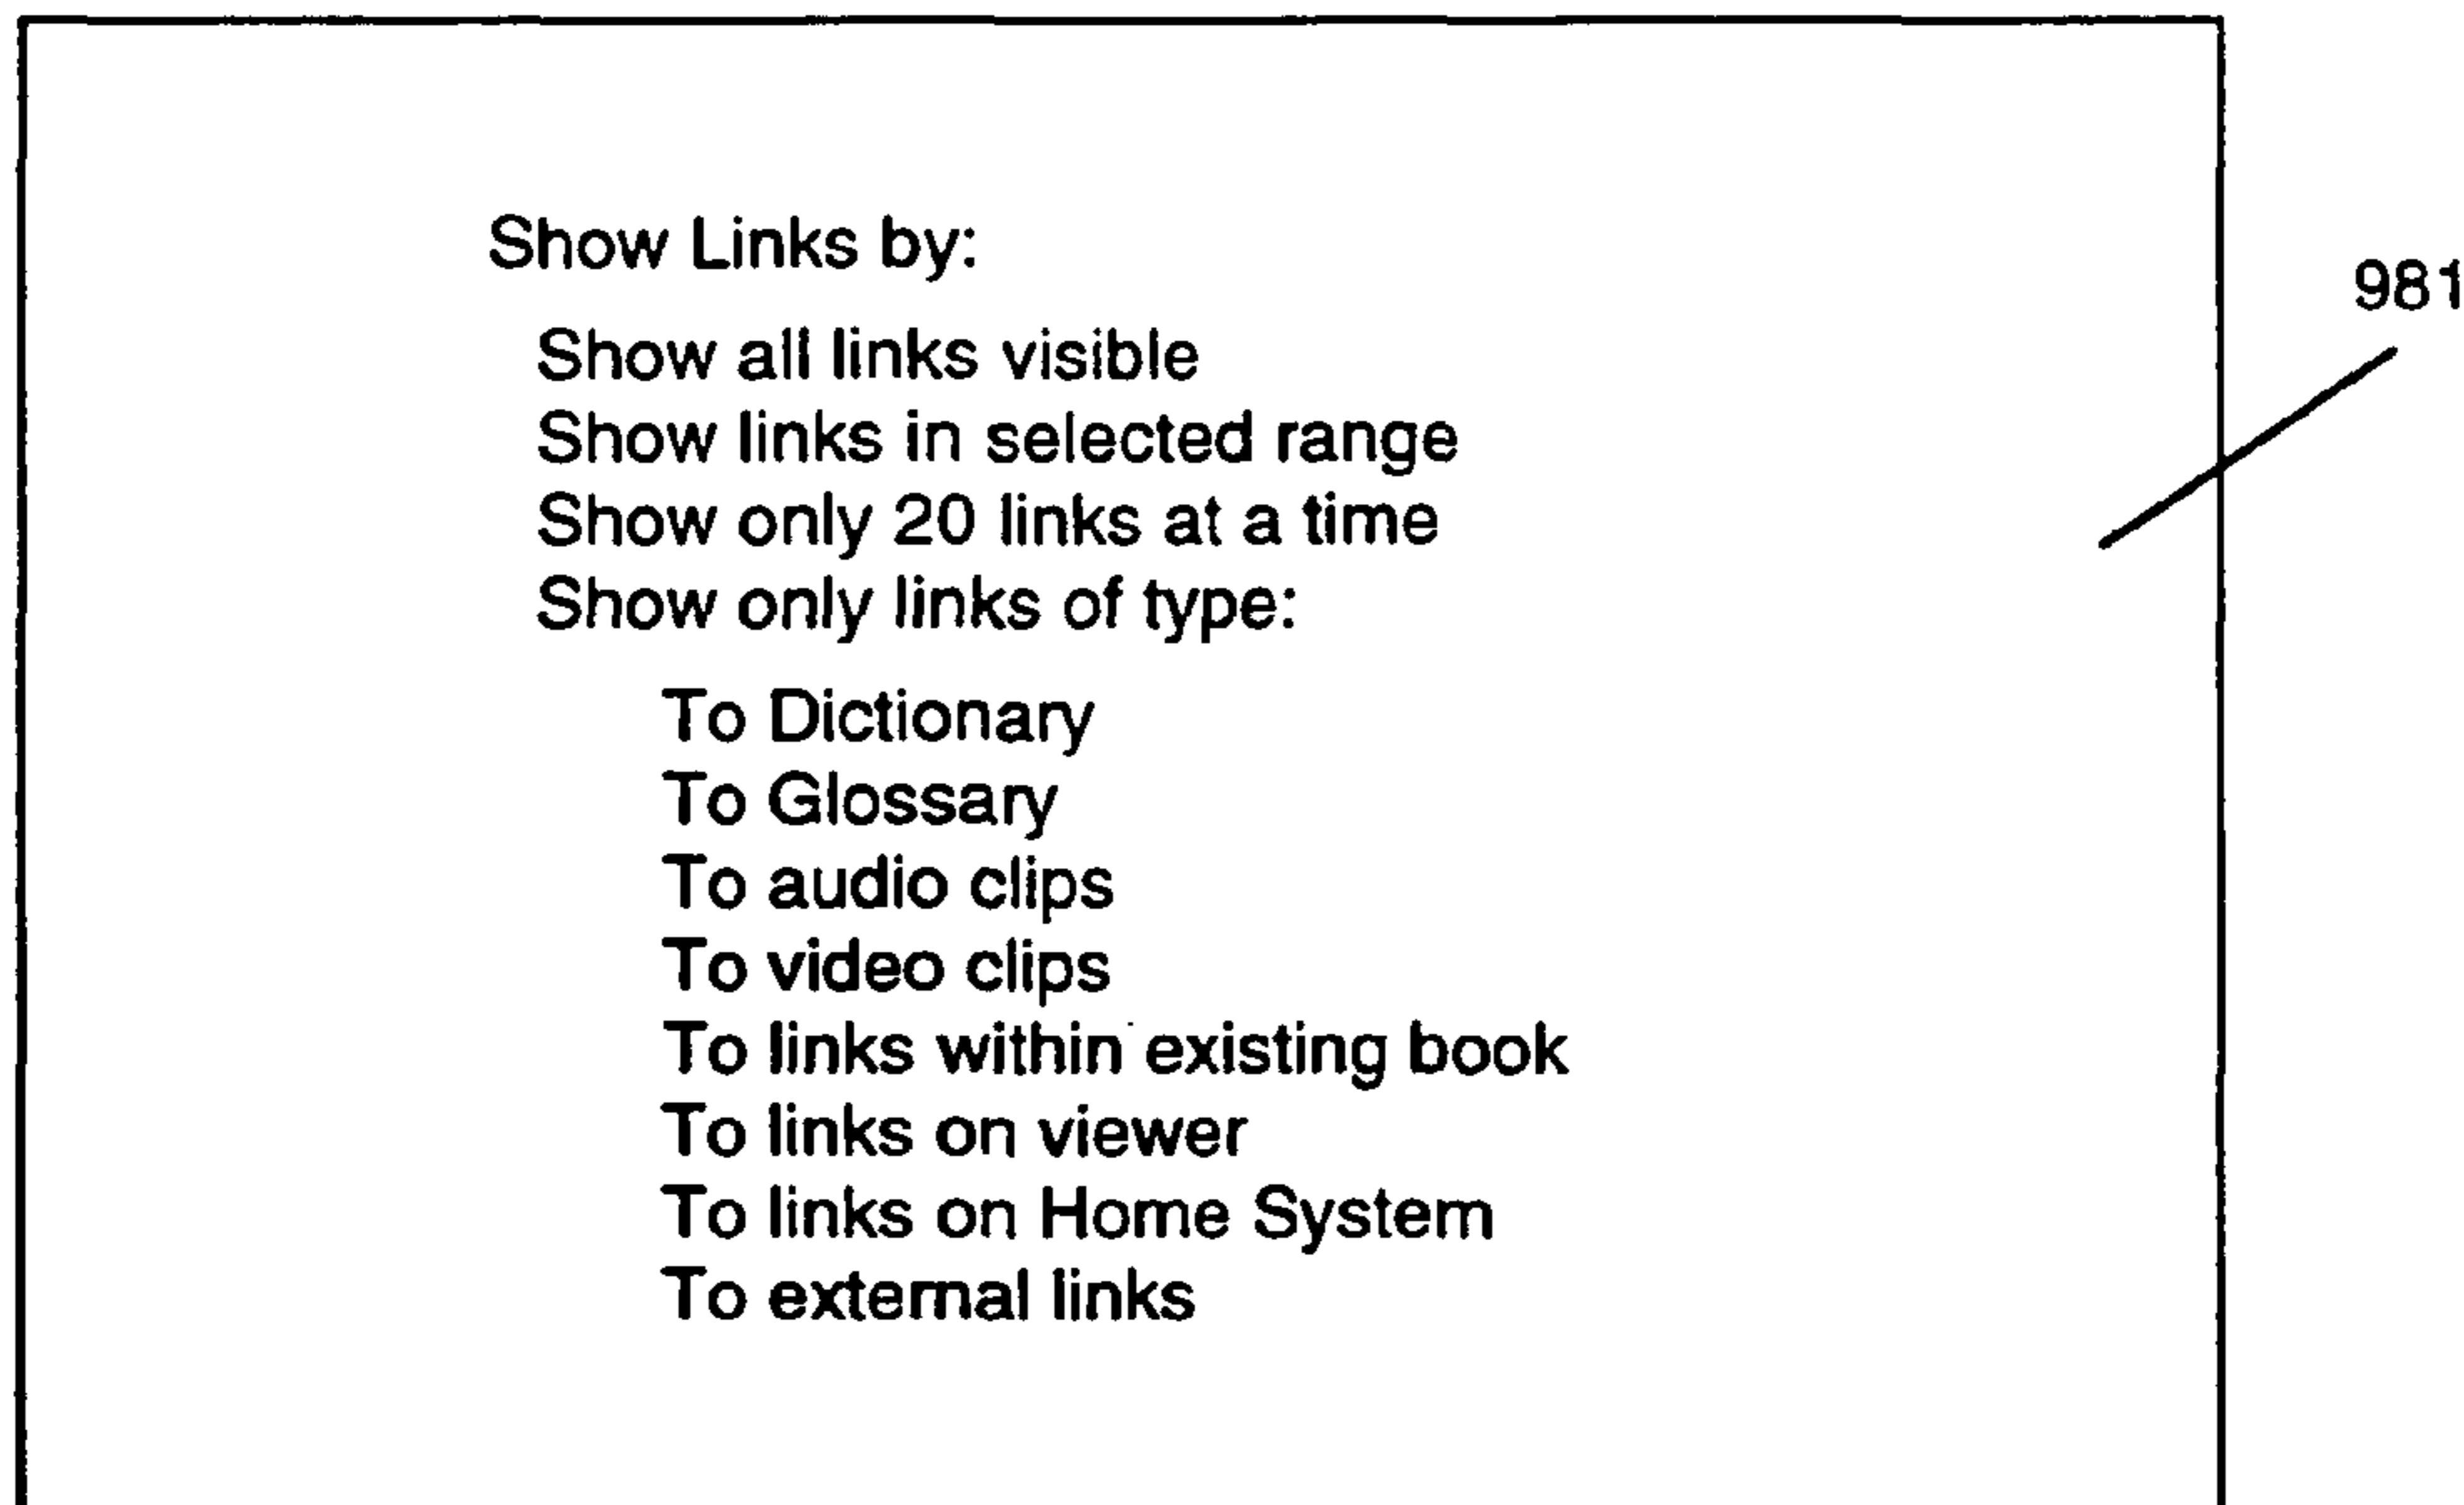 Show Links by:
981
Show all links visible
Show links in selected range
Show only 20 links at a time
Show only links of type:
To Dictionary
To Glossary
To audio clips
To video clips
To links within existing book
To links on viewer
To links on Home System
To external links